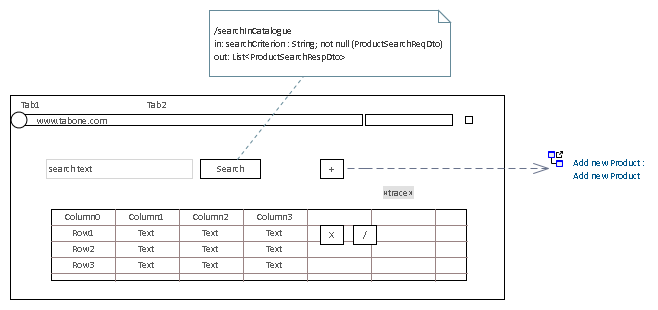 /searchInCatalogue
in: searchCriterion : String; not null (ProductSearchReqDto)
out: List<ProductSearchRespDto>
Tab1 Tab2
www.tabone.com
search text Search +
Add new Product :
Add new Product
«trace»
Column0 Column1 Column2 Column3
Row1 Text Text Text X /
Row2 Text Text Text
Row3 Text Text Text